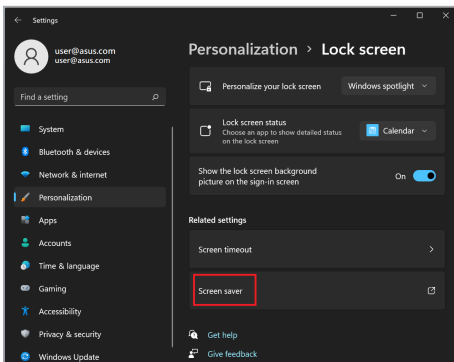 Settings
user@asus.com
user@asus.com
Find a setting
System
Bluetooth & devices
Network & internet
Personalization
Apps
Accounts
Time & language
Gaming
Accessibility
Privacy & security
Windows Update
Personalization > Lock screen
Personalize your lock screen
Windows spotlight
Lock screen status
Choose an app to show detailed status
on the lock screen
Calendar
Show the lock screen background
picture on the sign-in screen
On
Related settings
Screen timeout
Screen saver
Get help
Give feedback